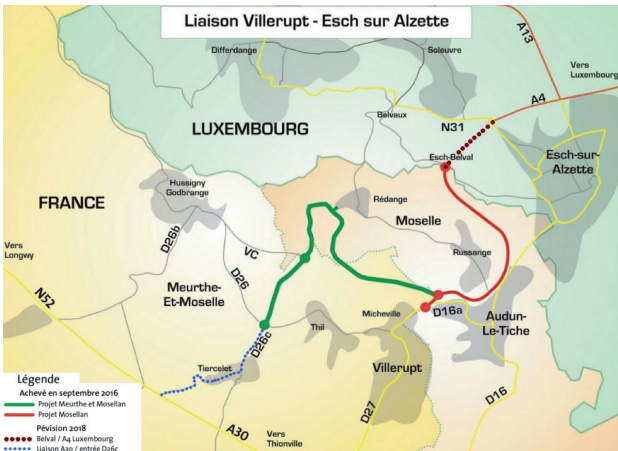 Liaison Villerupt - Esch sur Alzette
A13
Differdange
Soleuvre
Vers
Luxembourg
A4
Belvaux
N31
LUXEMBOURG
Esch-Belval
Esch-sur-
Alzette
Hussigny
Godbrange
Rédange
FRANCE
Moselle
D26b
Russange
Vers
Longwy
VC
D26
Meurthe-
Et-Moselle
N52
D16a
Audun-
Le-Tiche
Micheville
Thil
D26c
Tiercelet
Villerupt
D16
D27
A30
Vers
Thionville
Légende
Achevé en septembre 2016
Projet Meurthe et Mosellan
Projet Mosellan
Pévision 2018
Belval / A4 Luxembourg
Liaison A30 / entrée D26c